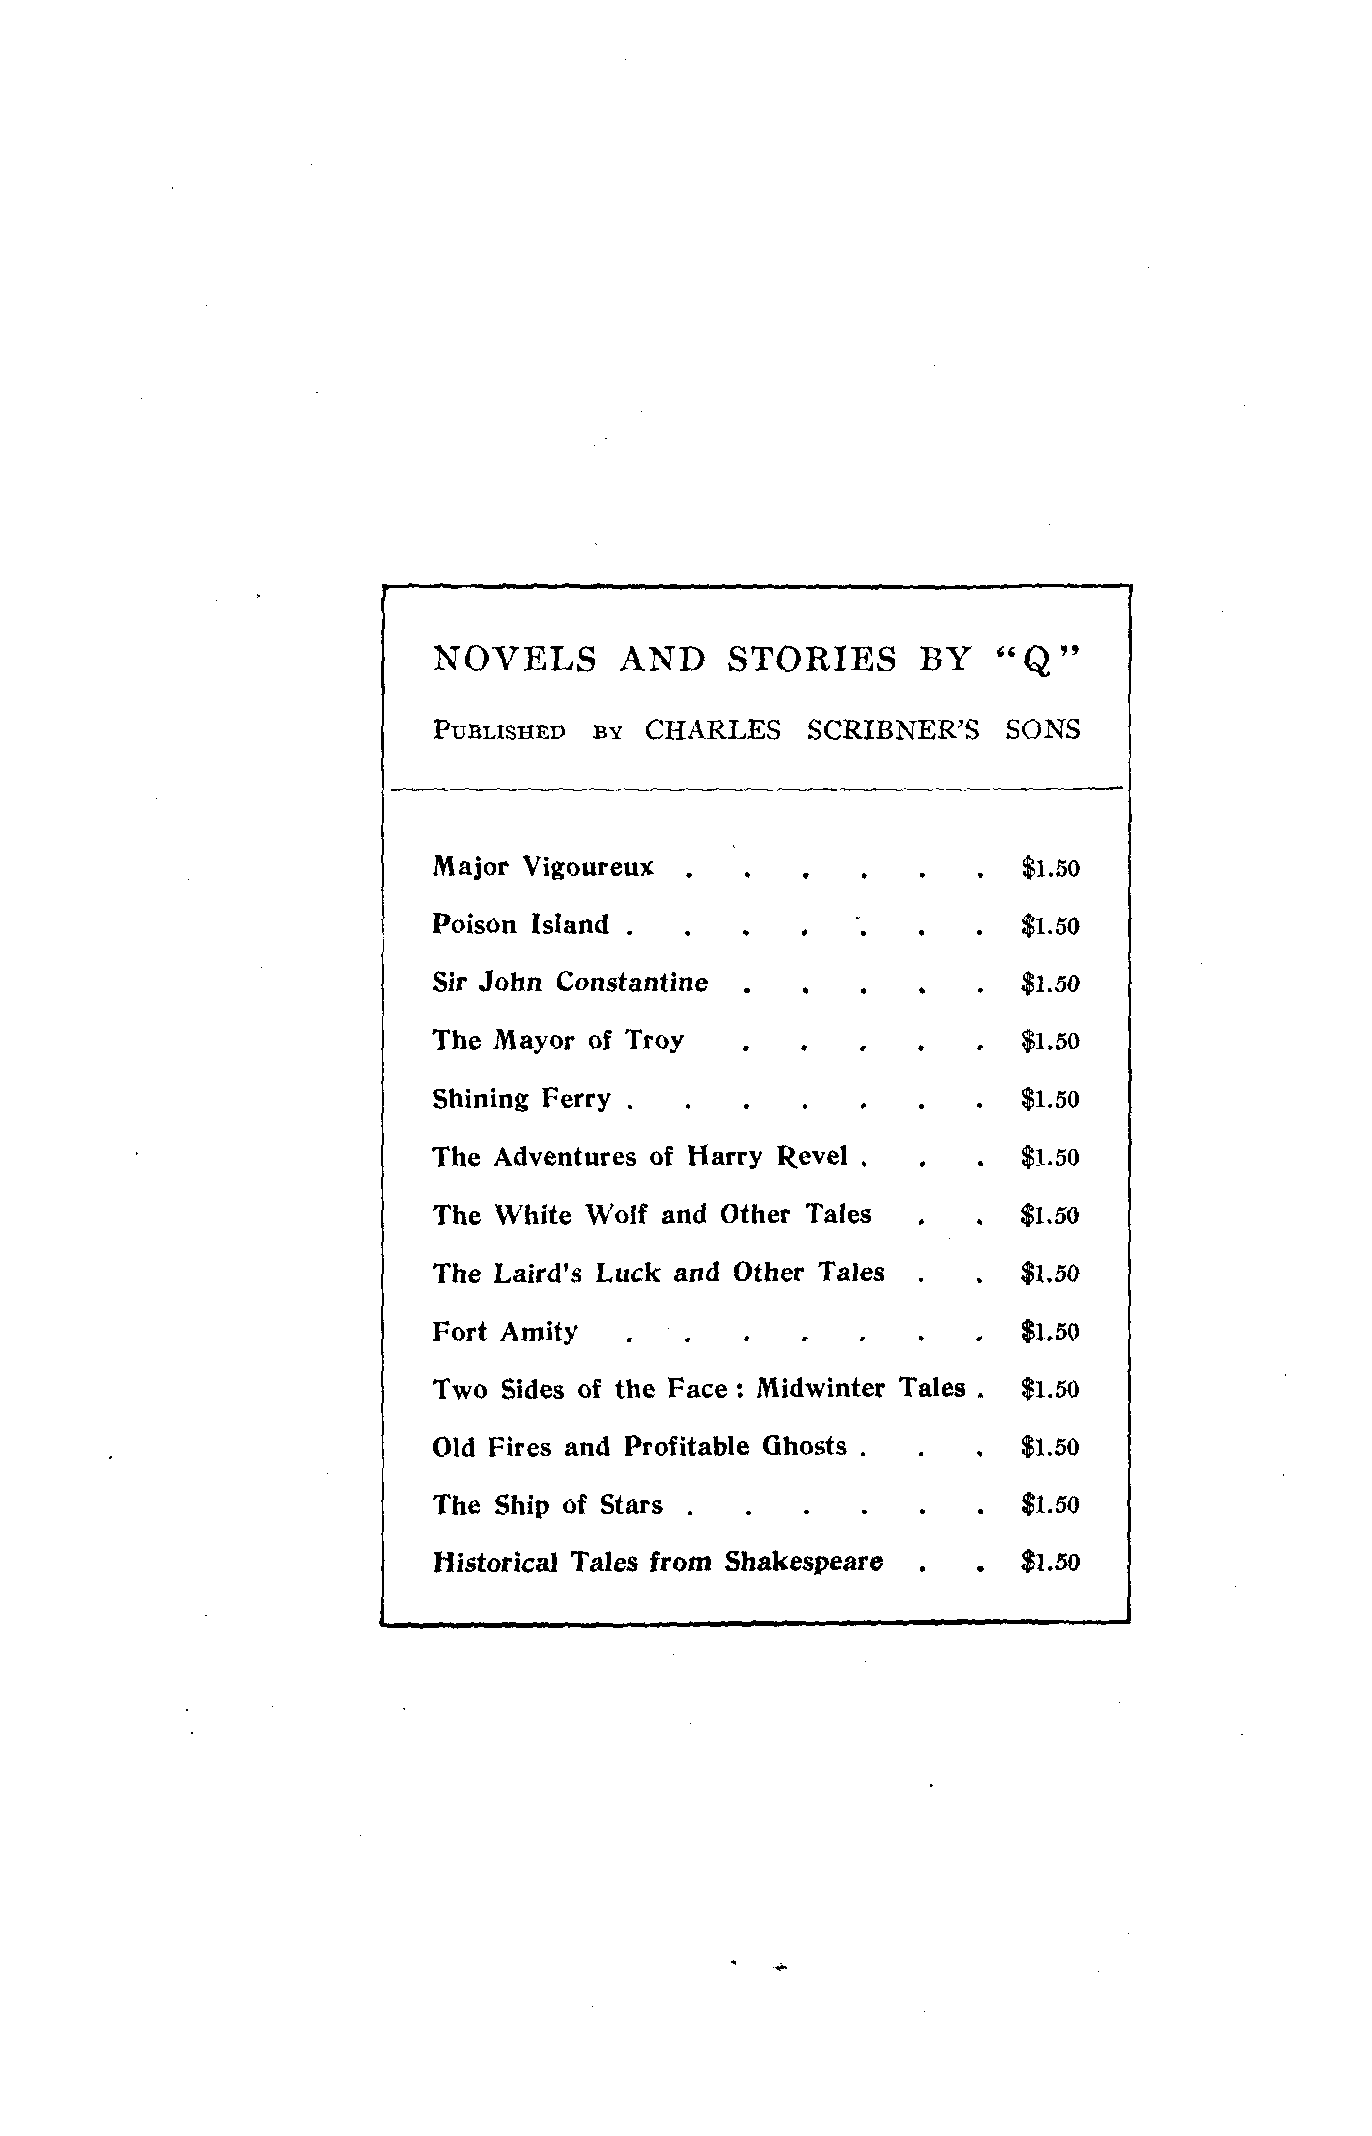 NOVELS AND STORIES BY “Q”
PUBLISHED BY CHARLES SCRIBNER’S SONS
Major Vigoureux . . . . . . $1.50
Poison Island . . . . . . . $1.50
Sir John Constantine . . . . . $1.50
The Mayor of Troy . . . . . $1.50
Shining Ferry . . . . . . . $1.50
The Adventures of Harry Revel . . . $1.50
The White Wolf and Other Tales . . $1.50
The Laird's Luck and Other Tales . . $1.50
Fort Amity . . . . . . . $1.50
Two Sides of the Face : Midwinter Tales . $1.50
Old Fires and Profitable Ghosts . . . $1.50
The Ship of Stars . . . . . . $1.50
Historical Tales from Shakespeare . . $1.50